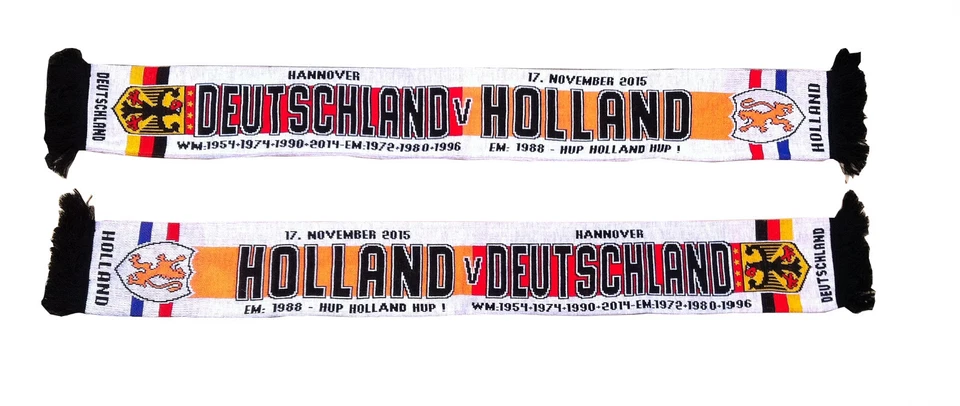 HANNOVER
17. NOVEMBER 2015
DEUTSCHLAND
DEUTSCHLAND V HOLLAND
HOLLAND
WM:1954•1974•1990•2014•EM:1972•1980•1996
EM: 1988 - HUP HOLLAND HUP !
17. NOVEMBER 2015
HANNOVER
HOLLAND
HOLLAND V DEUTSCHLAND
DEUTSCHLAND
EM: 1988 - HUP HOLLAND HUP !
WM:1954•1974•1990•2014•EM:1972•1980•1996